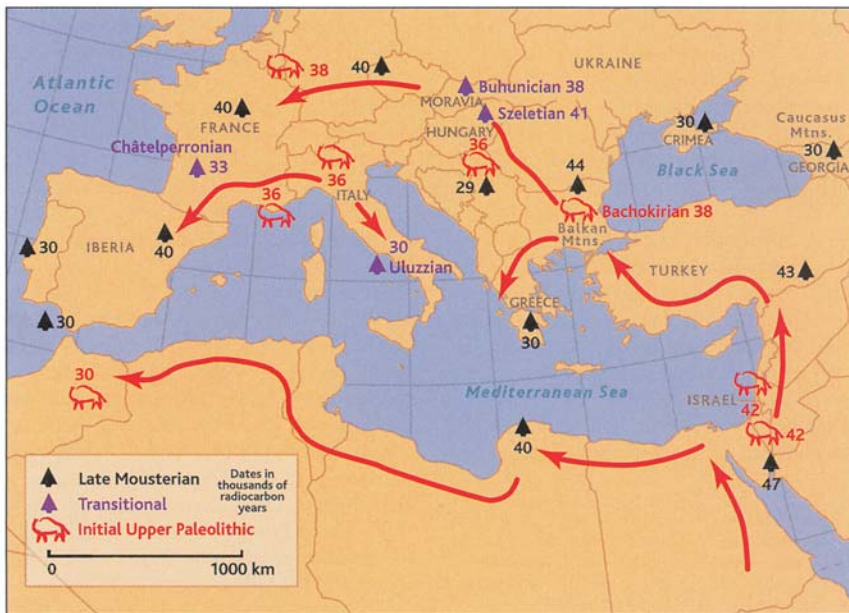 Atlantic
Ocean
38
40
UKRAINE
Buhunician 38
MORAVIA
Szeletian 41
HUNGARY
40
FRANCE
Châtelperronian
33
36
36
36
ITALY
29
44
Bachokirian 38
Balkan
Mtns.
30
CRIMEA
Black Sea
Caucasus
Mtns.
30
GEORGIA
30
IBERIA
40
30
30
Uluzzian
GREECE
30
TURKEY
43
30
Mediterranean Sea
ISRAEL
42
42
47
40
Late Mousterian
Transitional
Initial Upper Paleolithic
Dates in
thousands of
radiocarbon
years
0
1000 km